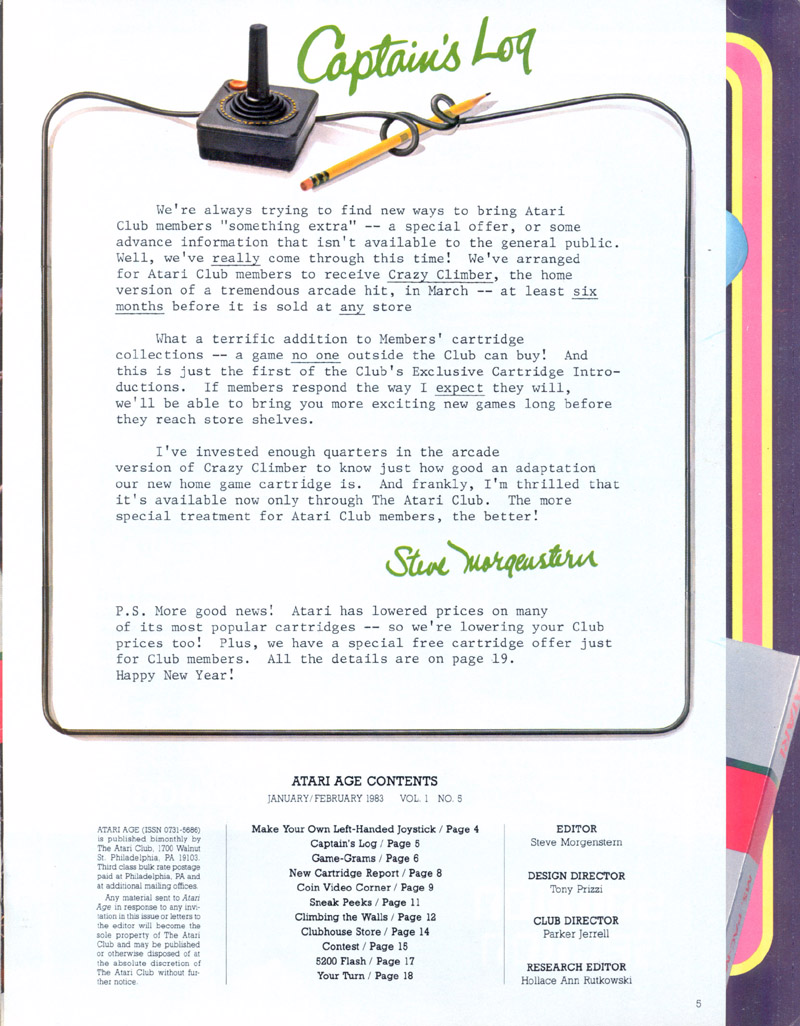 Captain's Log
We're always trying to find new ways to bring Atari
Club members "something extra" -- a special offer, or some
advance information that isn't available to the general public.
Well, we've really come through this time! We've arranged
for Atari Club members to receive Crazy Climber, the home
version of a tremendous arcade hit, in March -- at least six
months before it is sold at any store
What a terrific addition to Members' cartridge
collections -- a game no one outside the Club can buy! And
this is just the first of the Club's Exclusive Cartridge Intro-
ductions. If members respond the way I expect they will,
we'll be able to bring you more exciting new games long before
they reach store shelves.
I've invested enough quarters in the arcade
version of Crazy Climber to know just how good an adaptation
our new home game cartridge is. And frankly, I'm thrilled that
it's available now only through The Atari Club. The more
special treatment for Atari Club members, the better!
Steve Morgenstern
P.S. More good news! Atari has lowered prices on many
of its most popular cartridges -- so we're lowering your Club
prices too! Plus, we have a special free cartridge offer just
for Club members. All the details are on page 19.
Happy New Year!
ATARI AGE CONTENTS
JANUARY/FEBRUARY 1983 VOL. 1 NO. 5
ATARI AGE (ISSN 0731-5686)
is published bimonthly by
The Atari Club, 1700 Walnut
St. Philadelphia, PA 19103.
Third class bulk rate postage
paid at Philadelphia, PA and
at additional mailing offices.
Any material sent to Atari
Age in response to any invi-
tation in this issue or letters to
the editor will become the
sole property of The Atari
Club and may be published
or otherwise disposed of at
the absolute discretion of
The Atari Club without fur-
ther notice.
Make Your Own Left-Handed Joystick / Page 4
Captain's Log / Page 5
Game-Grams / Page 6
New Cartridge Report / Page 8
Coin Video Corner / Page 9
Sneak Peeks / Page 11
Climbing the Walls / Page 12
Clubhouse Store / Page 14
Contest / Page 15
5200 Flash / Page 17
Your Turn / Page 18
EDITOR
Steve Morgenstern
DESIGN DIRECTOR
Tony Prizzi
CLUB DIRECTOR
Parker Jerrell
RESEARCH EDITOR
Hollace Ann Rutkowski
5